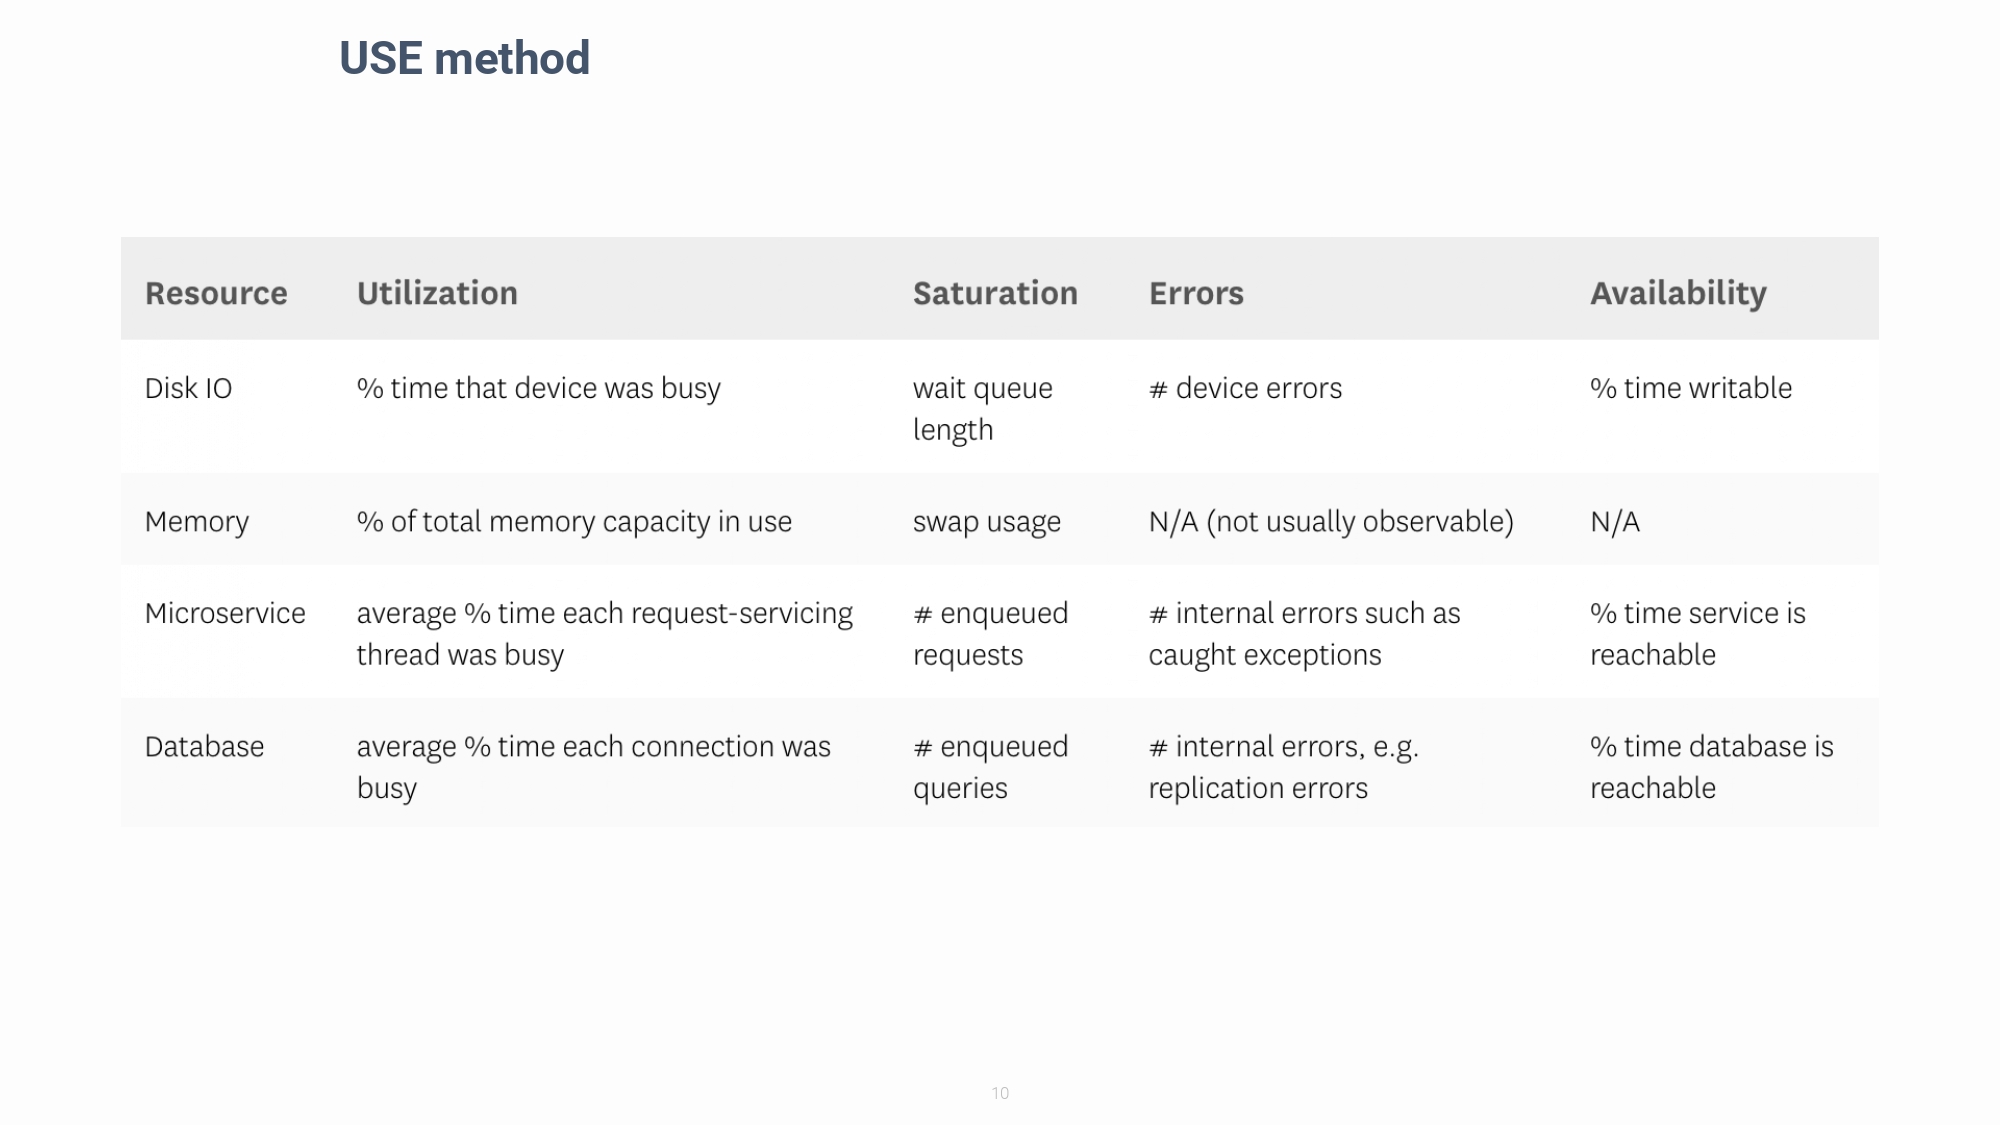 USE method
Resource Utilization Saturation Errors Availability
Disk IO % time that device was busy wait queue # device errors % time writable
length
Memory % of total memory capacity in use swap usage N/A (not usually observable) N/A
Microservice average % time each request-servicing # enqueued # internal errors such as % time service is
thread was busy requests caught exceptions reachable
Database average % time each connection was # enqueued # internal errors, e.g. % time database is
busy queries replication errors reachable
10